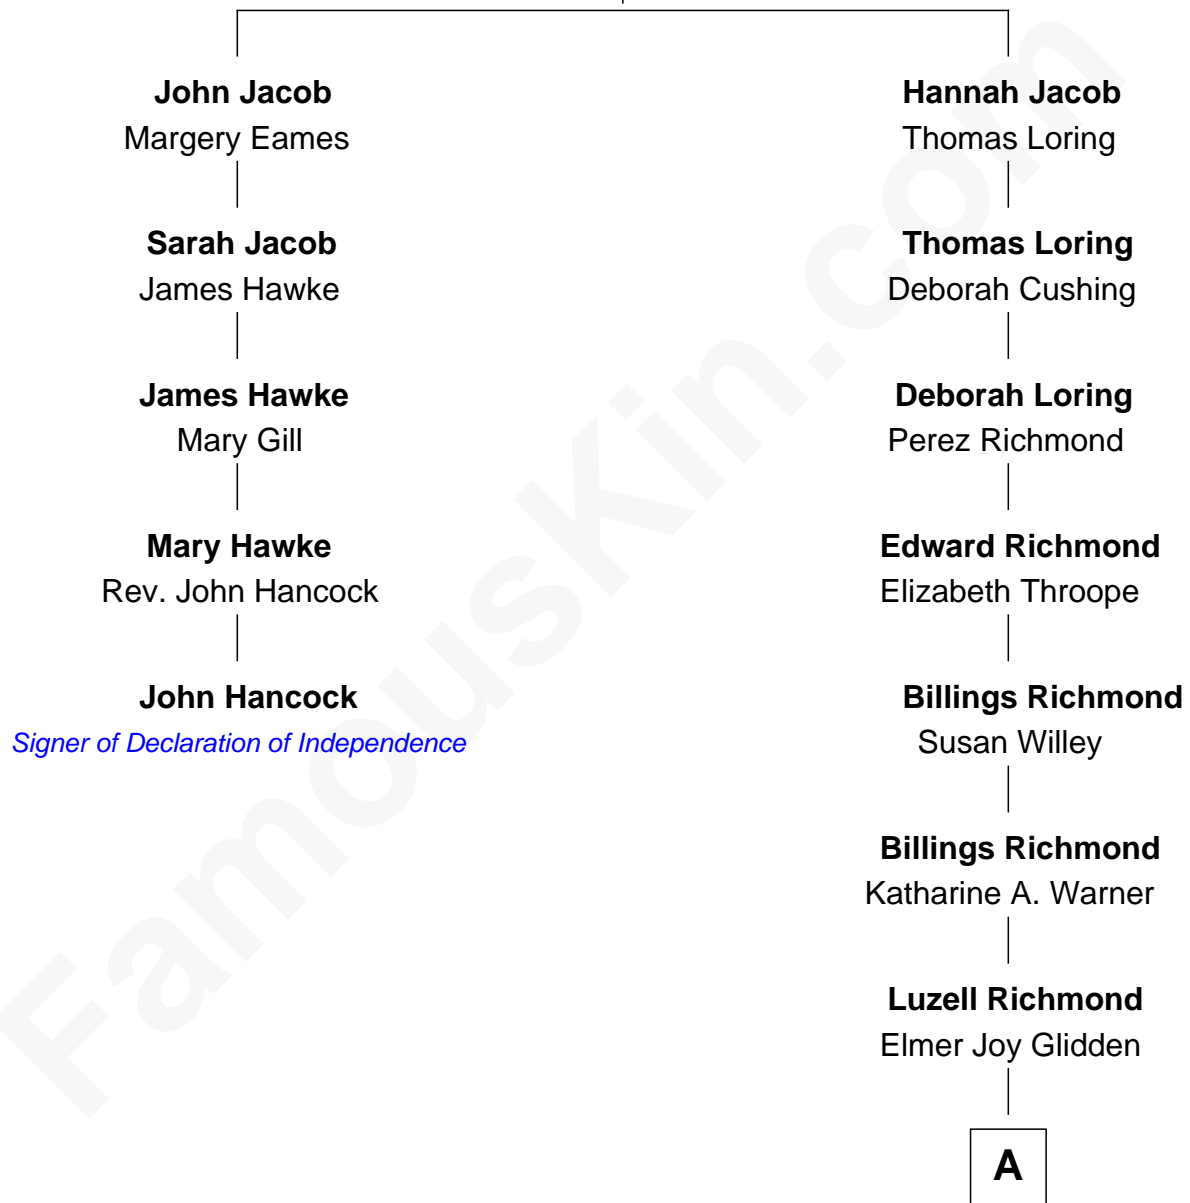 John Jacob
Margery Eames
Sarah Jacob
James Hawke
James Hawke
Mary Gill
Mary Hawke
Rev. John Hancock
John Hancock
Signer of Declaration of Independence
Hannah Jacob
Thomas Loring
Thomas Loring
Deborah Cushing
Deborah Loring
Perez Richmond
Edward Richmond
Elizabeth Throope
Billings Richmond
Susan Willey
Billings Richmond
Katharine A. Warner
Luzell Richmond
Elmer Joy Glidden
A
FamousKin.com